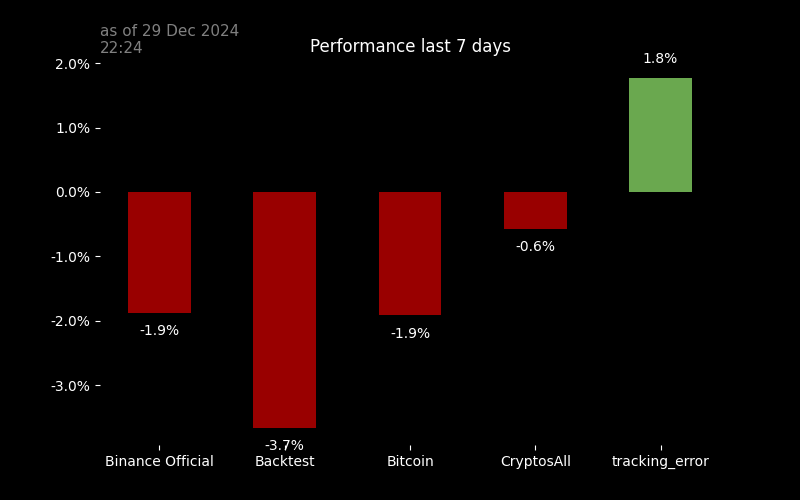 as of 29 Dec 2024
22:24
Performance last 7 days
2.0%
1.0%
0.0%
-1.0%
-2.0%
-3.0%
-1.9%
-3.7%
-1.9%
-0.6%
1.8%
Binance Official
Backtest
Bitcoin
CryptosAll
tracking_error